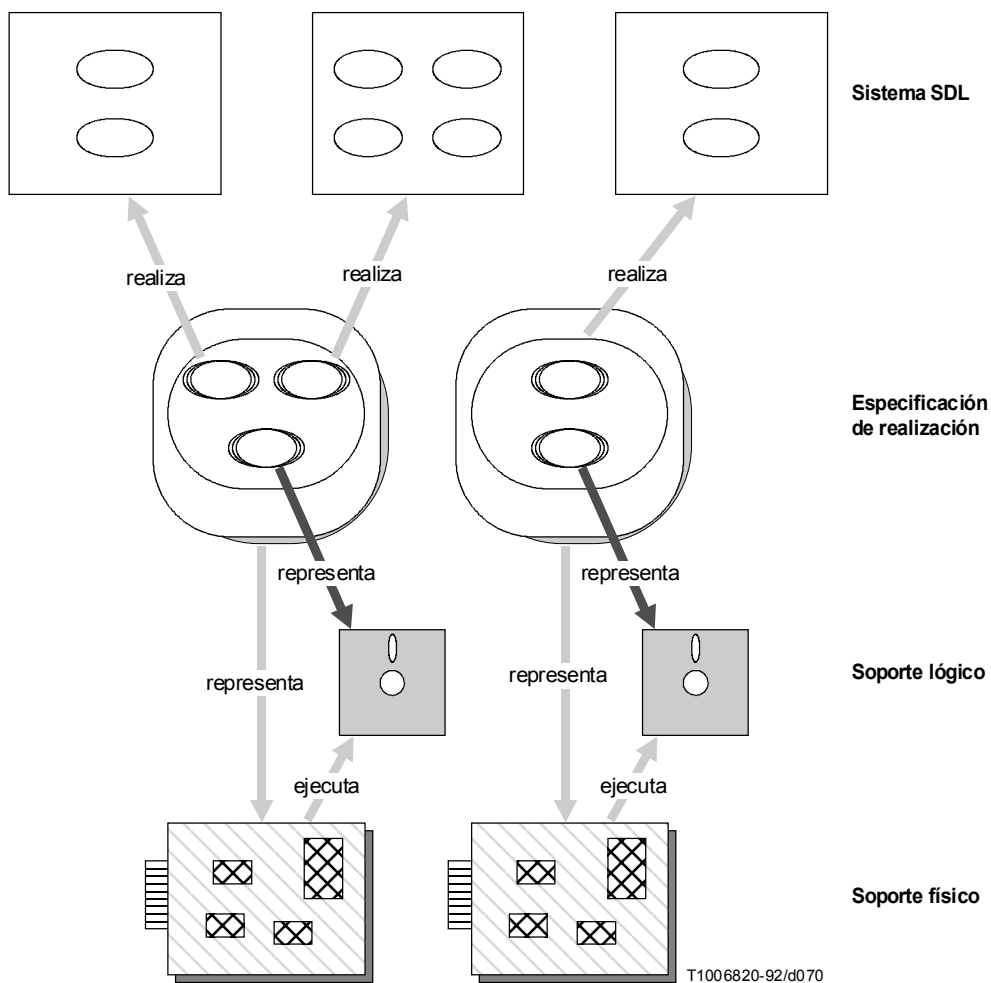 Sistema SDL
realiza
realiza
realiza
Especificación
de realización
representa
representa
representa
representa
Soporte lógico
ejecuta
ejecuta
Soporte físico
T1006820-92/d070